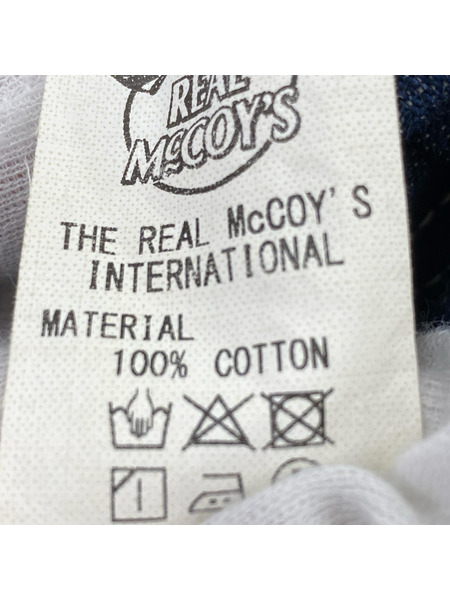 REAL
McCOY'S
THE REAL McCOY'S
INTERNATIONAL
MATERIAL
100% COTTON